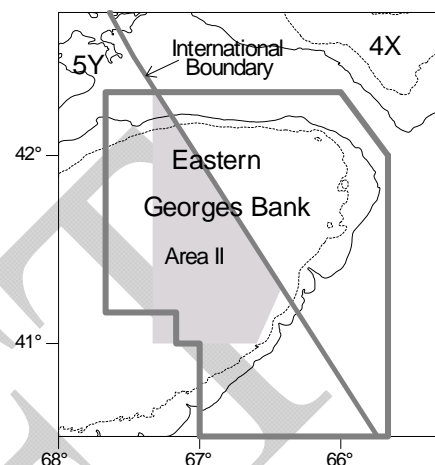 International
Boundary
5Y
4X
42°
Eastern
Georges Bank
Area II
41°
68°
67°
66°